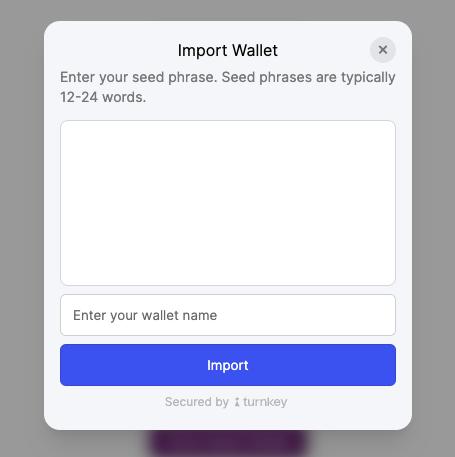 Import Wallet
Enter your seed phrase. Seed phrases are typically
12-24 words.
Enter your wallet name
Import
Secured by turnkey